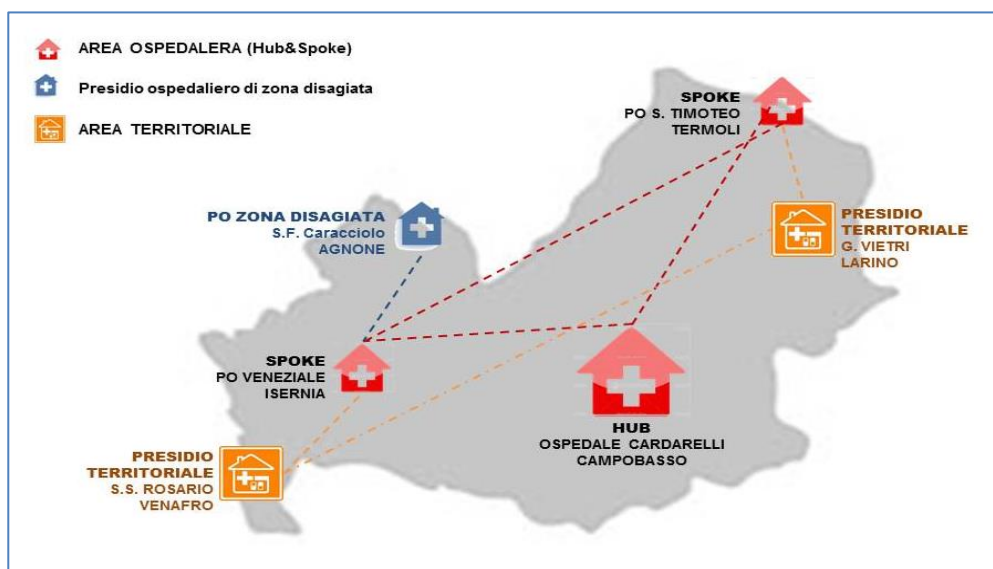 AREA OSPEDALERA (Hub&Spoke)
Presidio ospedaliero di zona disagiata
AREA TERRITORIALE
SPOKE
PO S. TIMOTEO
TERMOLI
PO ZONA DISAGIATA
S.F. Caracciolo
AGNONE
PRESIDIO
TERRITORIALE
G. VIETRI
LARINO
SPOKE
PO VENEZIALE
ISERNIA
HUB
OSPEDALE CARDARELLI
CAMPOBASSO
PRESIDIO
TERRITORIALE
S.S. ROSARIO
VENAFRO